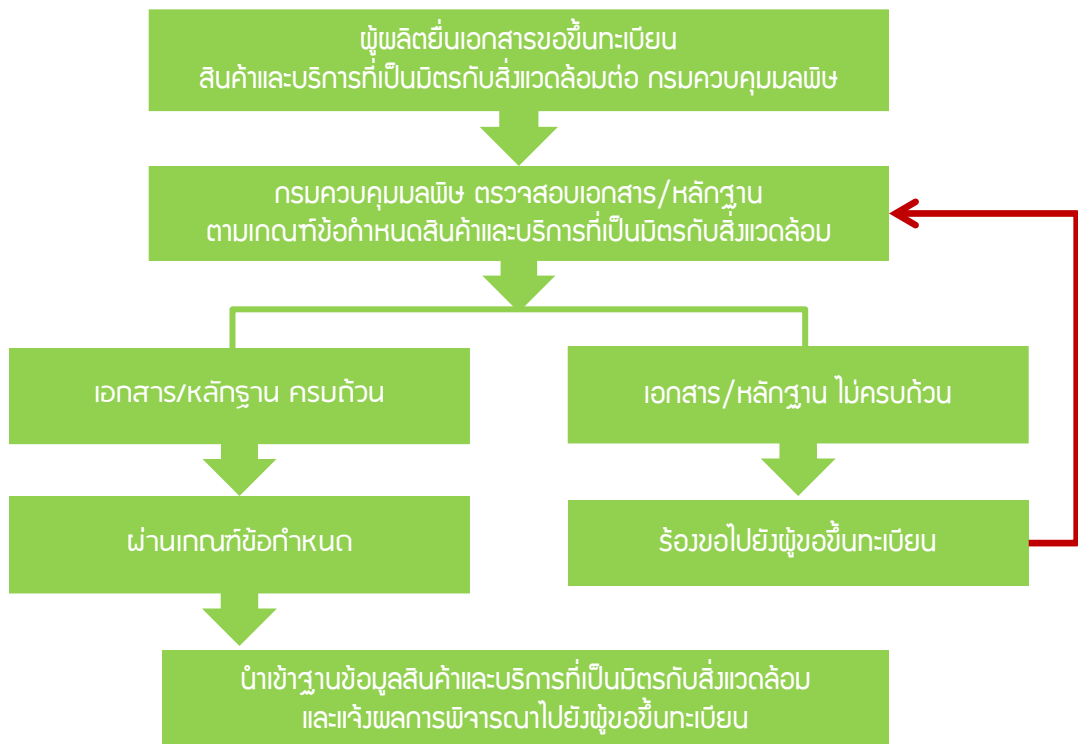 ผู้ผลิตยื่นเอกสารขอขึ้นทะเบียน
สินค้าและบริการที่เป็นมิตรกับสิ่งแวดล้อมต่อ กรมควบคุมมลพิษ
กรมควบคุมมลพิษ ตรวจสอบเอกสาร/หลักฐาน
ตามเกณฑ์ข้อกำหนดสินค้าและบริการที่เป็นมิตรกับสิ่งแวดล้อม
เอกสาร/หลักฐาน ครบถ้วน
เอกสาร/หลักฐาน ไม่ครบถ้วน
ผ่านเกณฑ์ข้อกำหนด
ร้องขอไปยังผู้ขอขึ้นทะเบียน
นำเข้าฐานข้อมูลสินค้าและบริการที่เป็นมิตรกับสิ่งแวดล้อม
และแจ้งผลการพิจารณาไปยังผู้ขอขึ้นทะเบียน